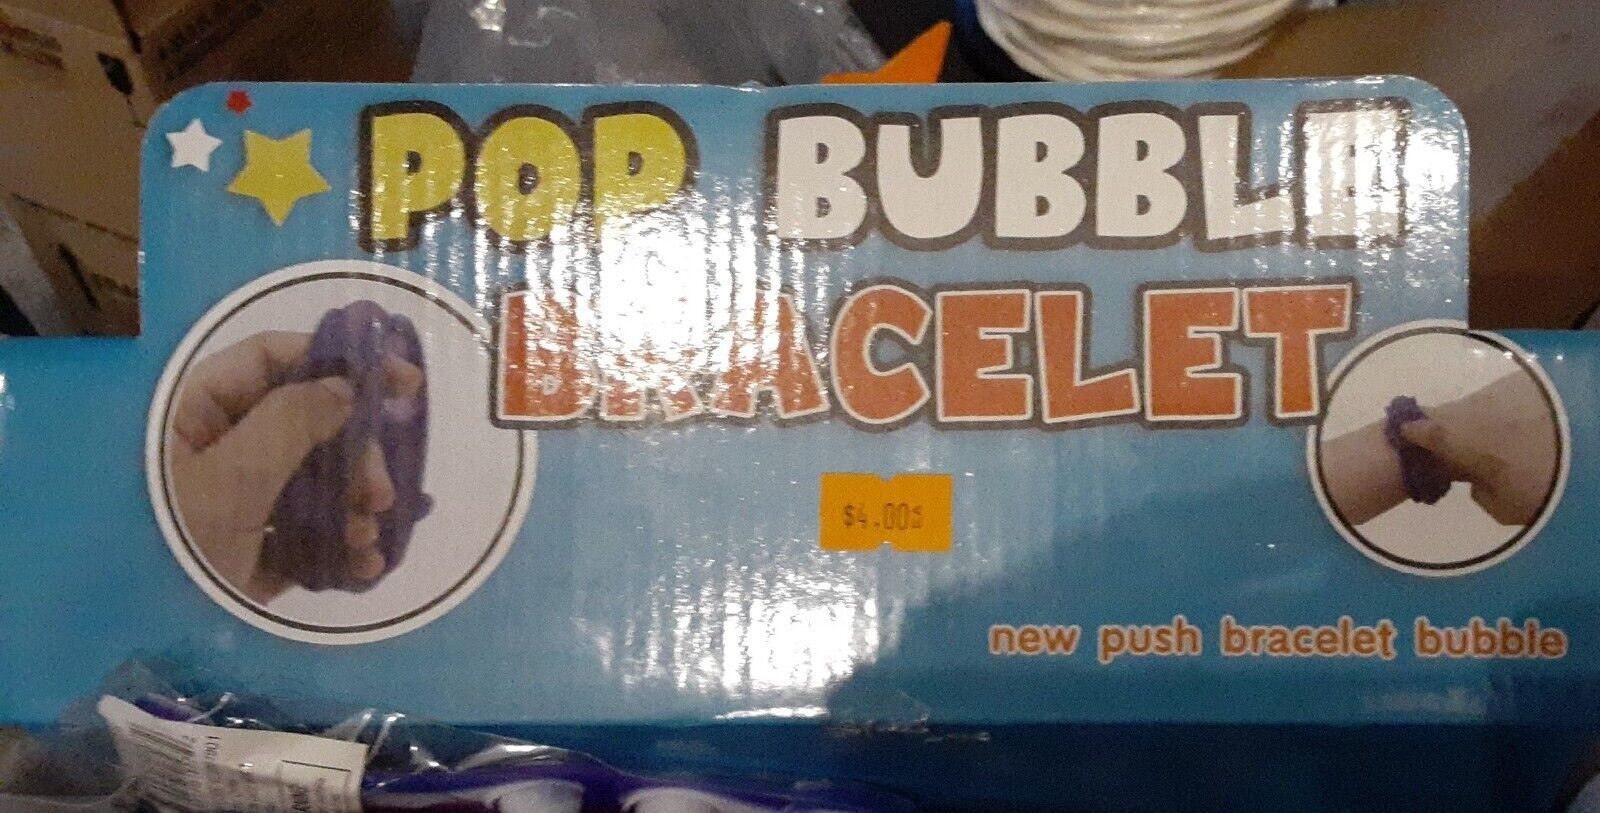 POP BUBBLE
BRACELET
$4.00
new push bracelet bubble